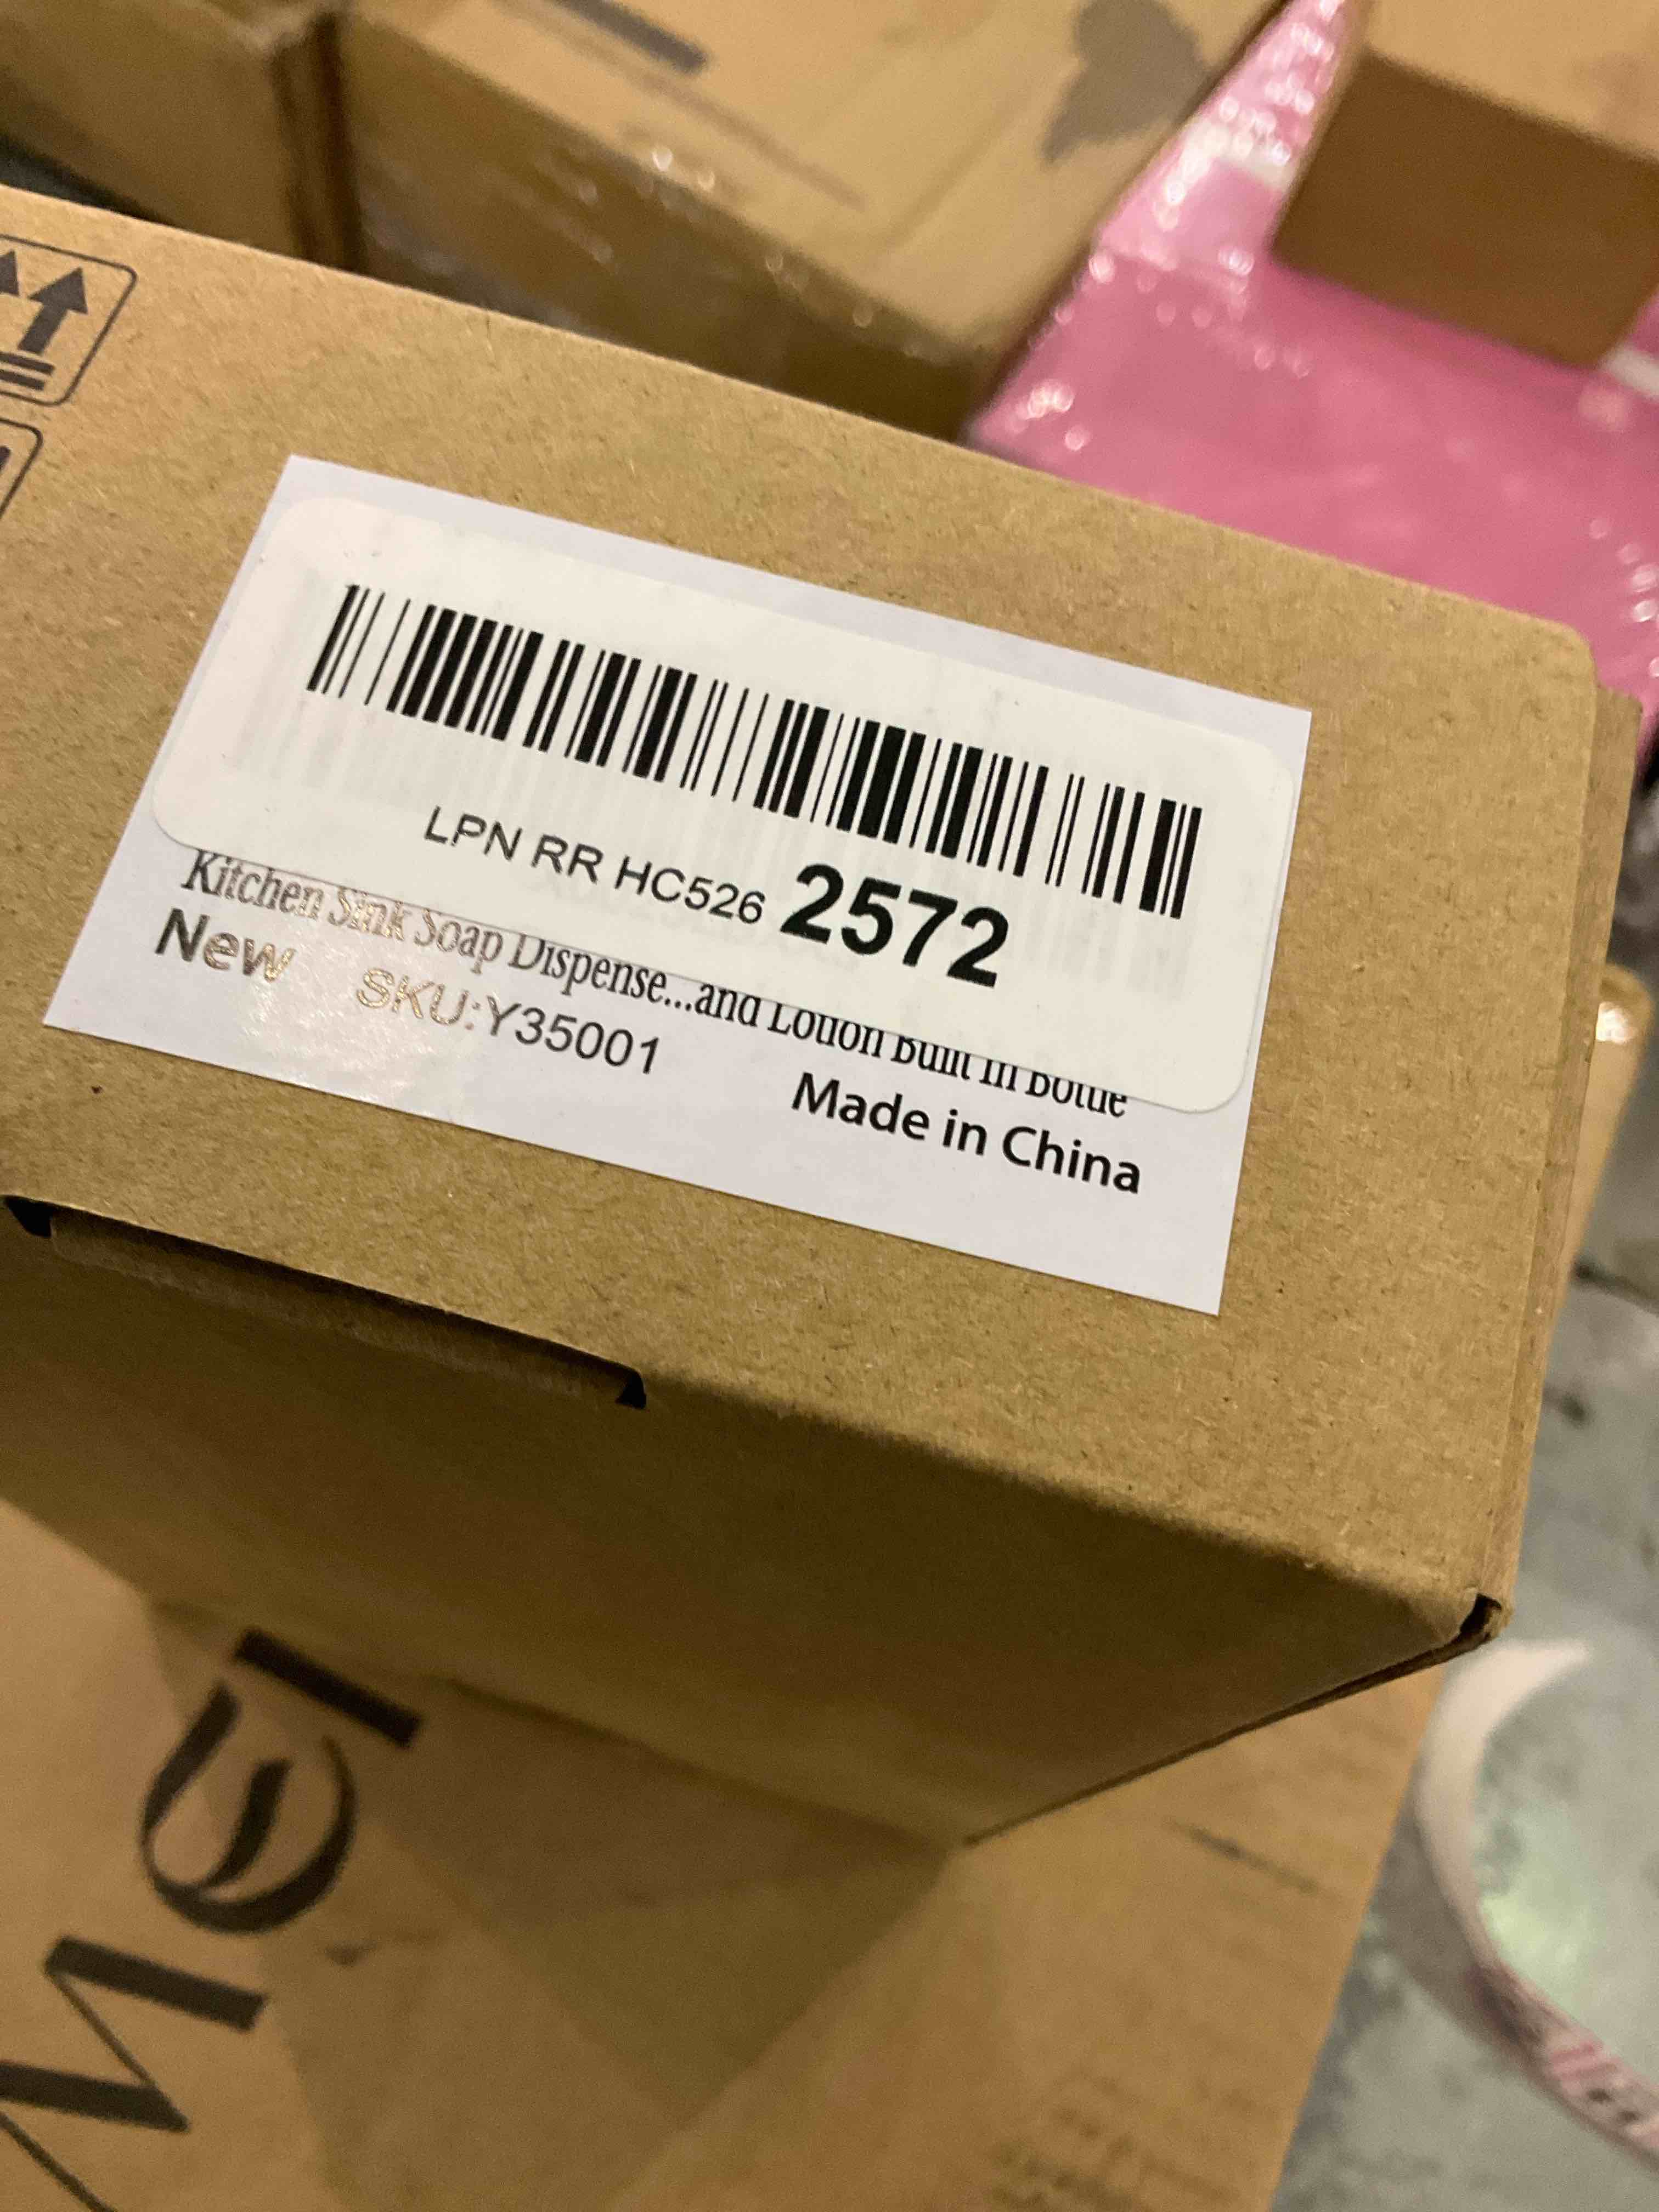 LPN RR HC526 2572
Kitchen Sink Soap Dispense...and Lotion Built in Bottle
New SKU:Y35001
Made in China